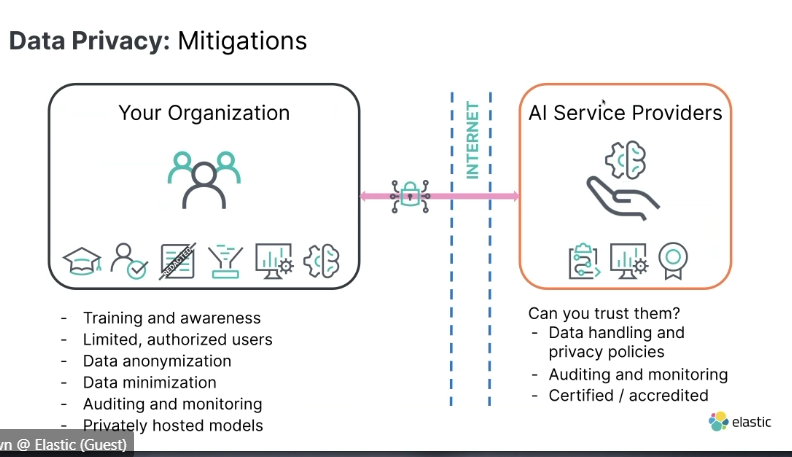 Data Privacy: Mitigations
Your Organization
REDACTED
INTERNET
AI Service Providers
- Training and awareness
- Limited, authorized users
- Data anonymization
- Data minimization
- Auditing and monitoring
- Privately hosted models
Can you trust them?
- Data handling and
privacy policies
- Auditing and monitoring
- Certified / accredited
elastic
@ Elastic (Guest)